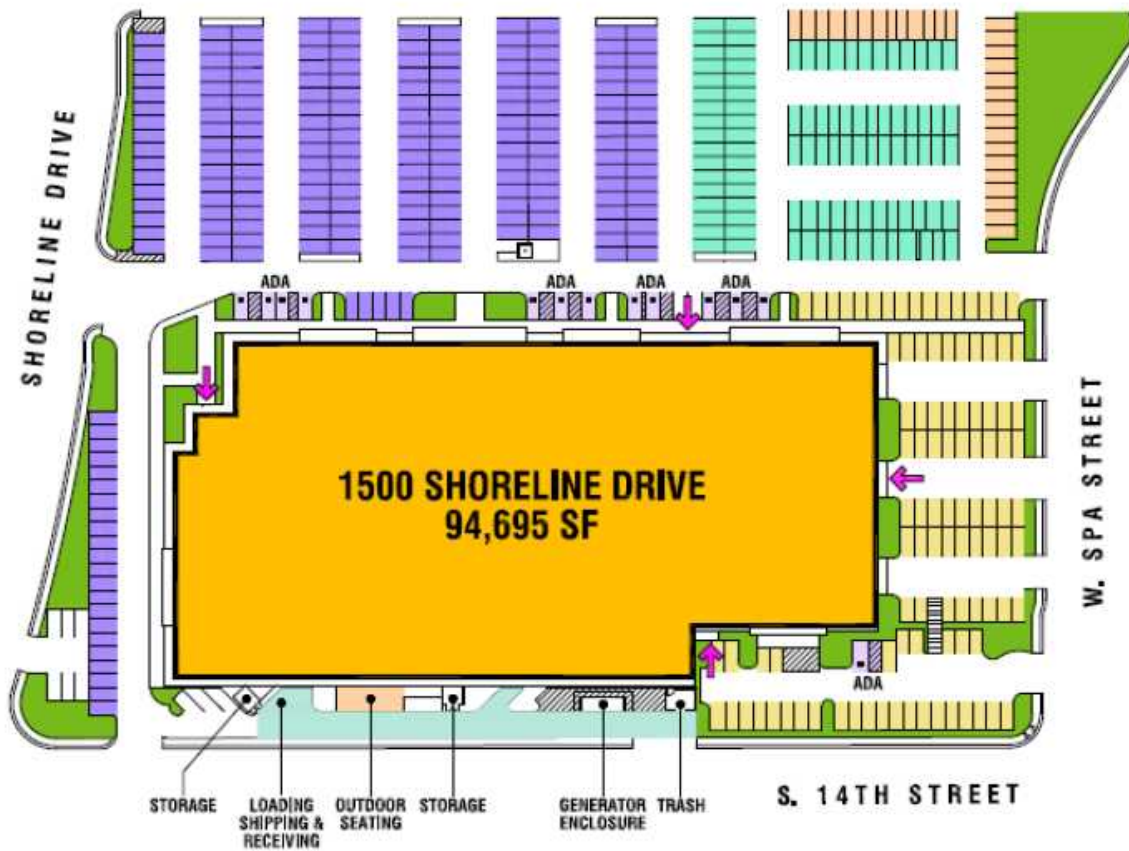 SHORELINE DRIVE
ADA
ADA
ADA
ADA
1500 SHORELINE DRIVE
94,695 SF
W. SPA STREET
ADA
STORAGE
LOADING
SHIPPING &
RECEIVING
OUTDOOR
SEATING
STORAGE
GENERATOR
ENCLOSURE
TRASH
S. 14TH STREET